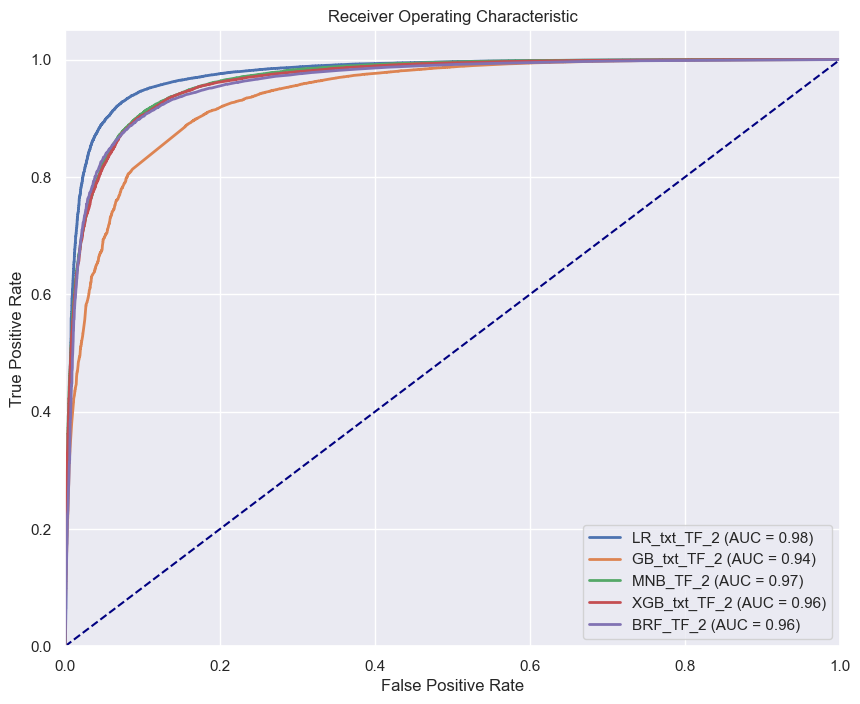 Receiver Operating Characteristic
1.0
0.8
0.6
0.4
0.2
0.0
True Positive Rate
LR_txt_TF_2 (AUC = 0.98)
GB_txt_TF_2 (AUC = 0.94)
MNB_TF_2 (AUC = 0.97)
XGB_txt_TF_2 (AUC = 0.96)
BRF_TF_2 (AUC = 0.96)
0.0 0.2 0.4 0.6 0.8 1.0
False Positive Rate